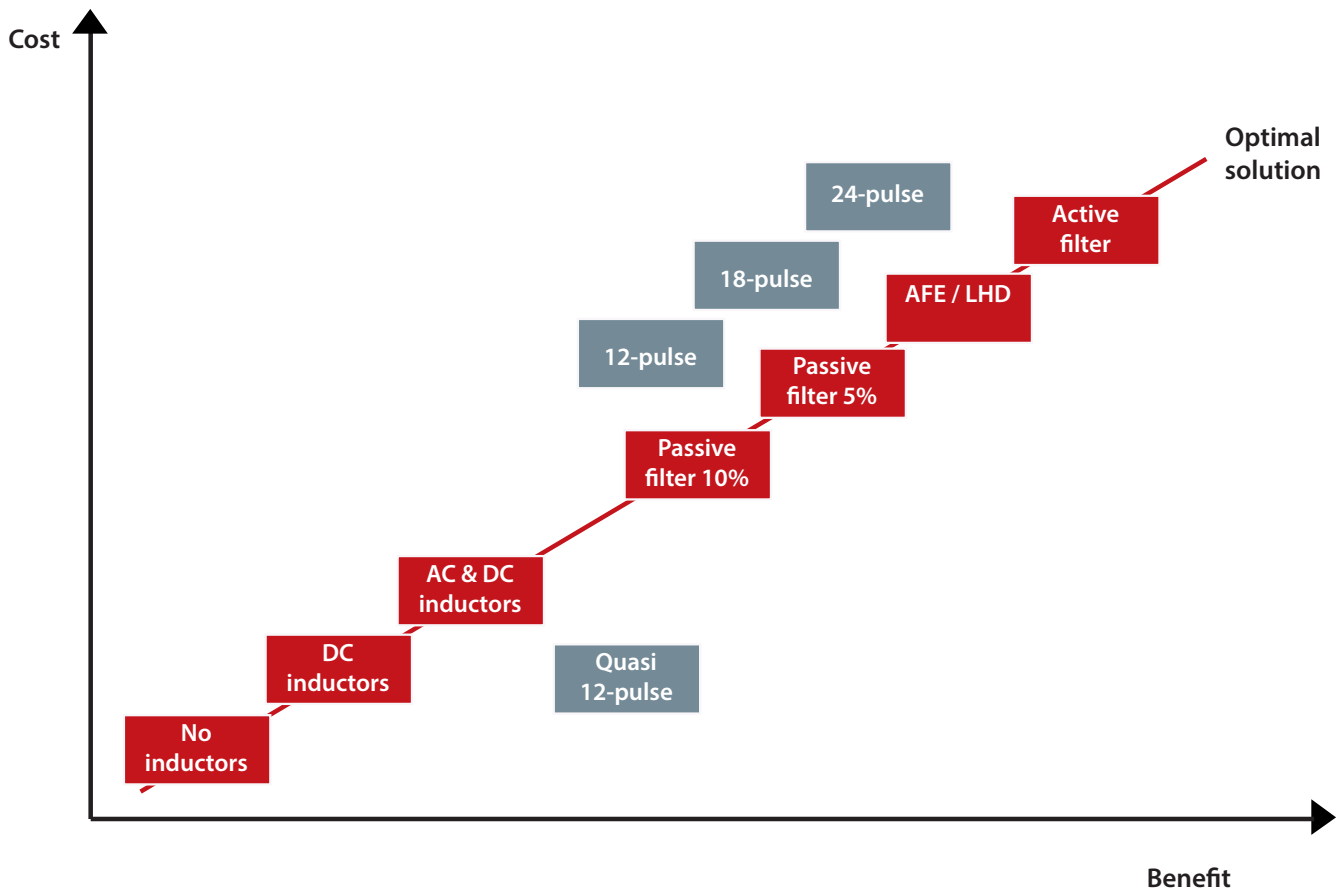 Cost
Optimal
solution
24-pulse
Active
filter
18-pulse
AFE / LHD
12-pulse
Passive
filter 5%
Passive
filter 10%
AC & DC
inductors
DC
inductors
Quasi
12-pulse
No
inductors
Benefit